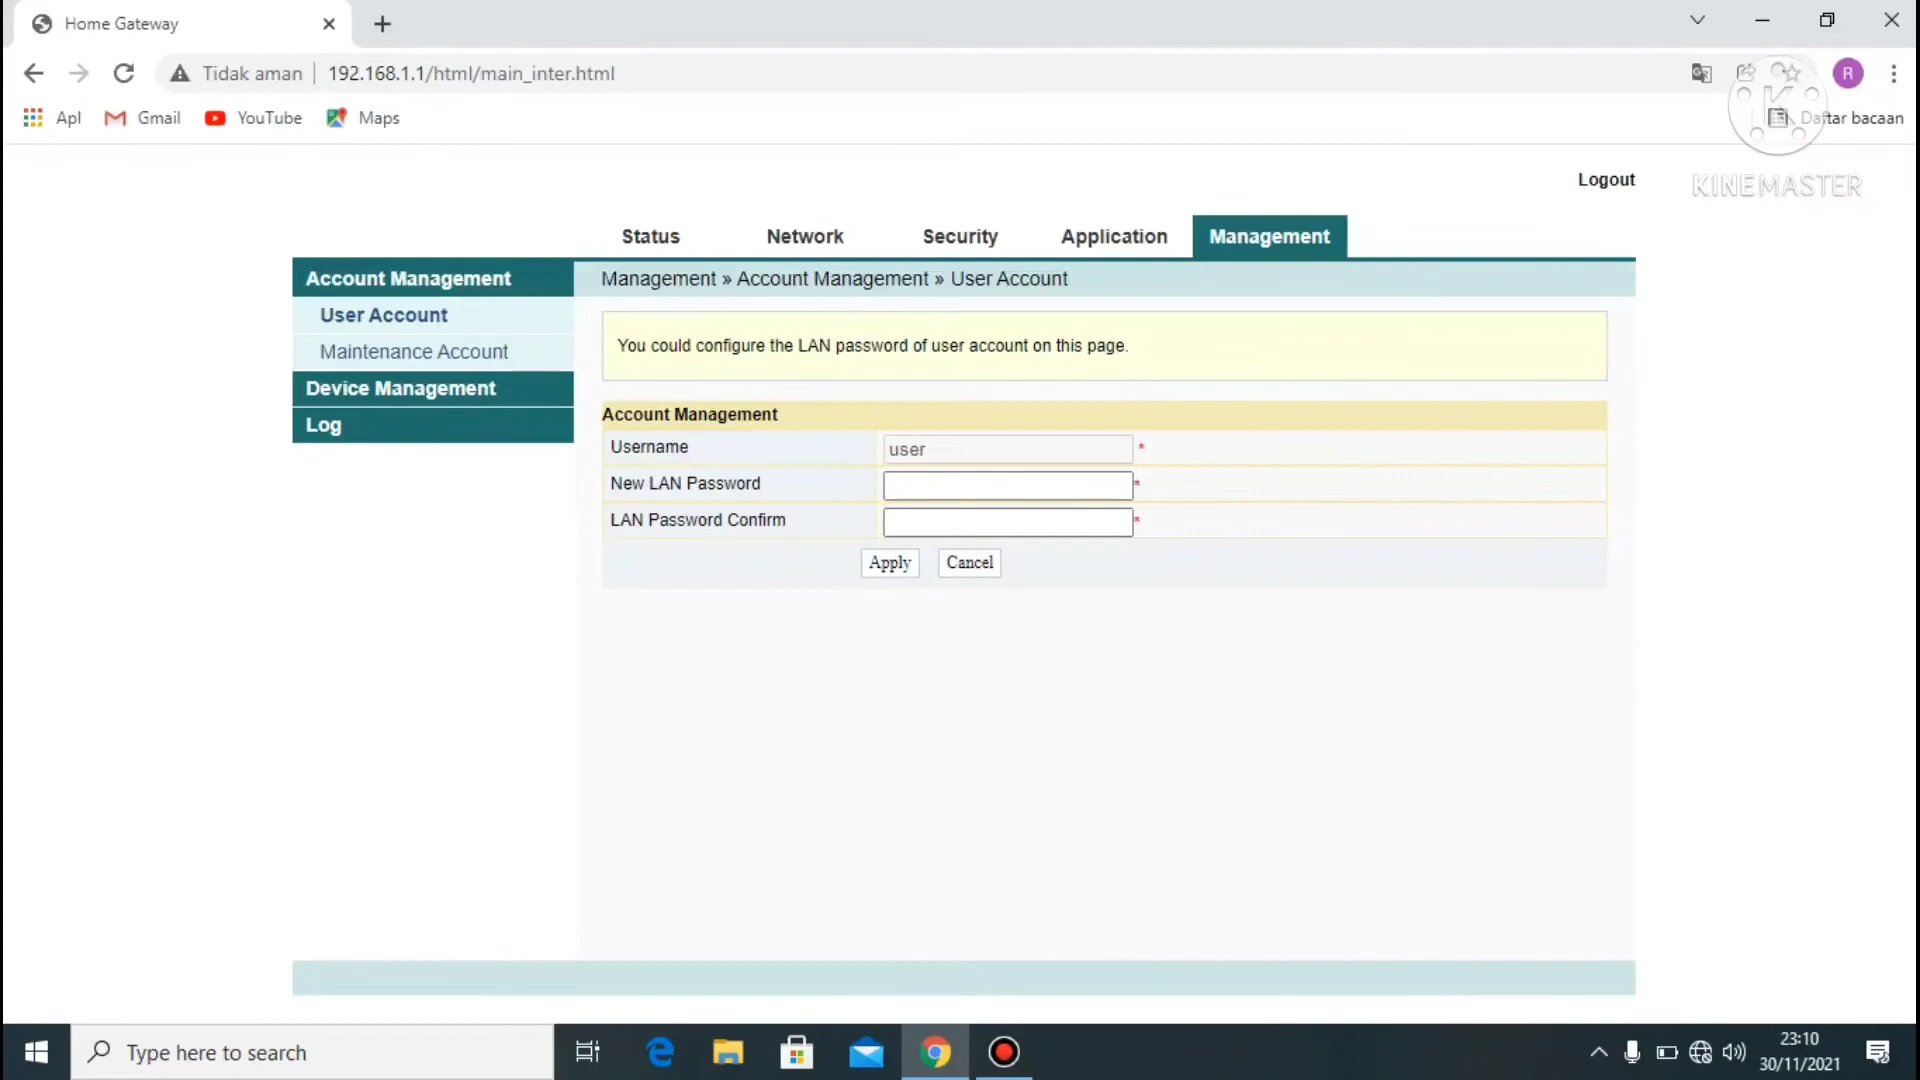 Home Gateway
Tidak aman 192.168.1.1/html/main_inter.html R
Apl Gmail YouTube Maps Daftar bacaan
Logout
KINEMASTER
Status Network Security Application Management
Account Management
User Account
Maintenance Account
Device Management
Log
Management » Account Management » User Account
You could configure the LAN password of user account on this page.
Account Management
Username user *
New LAN Password *
LAN Password Confirm *
Apply Cancel
Type here to search
23:10
30/11/2021